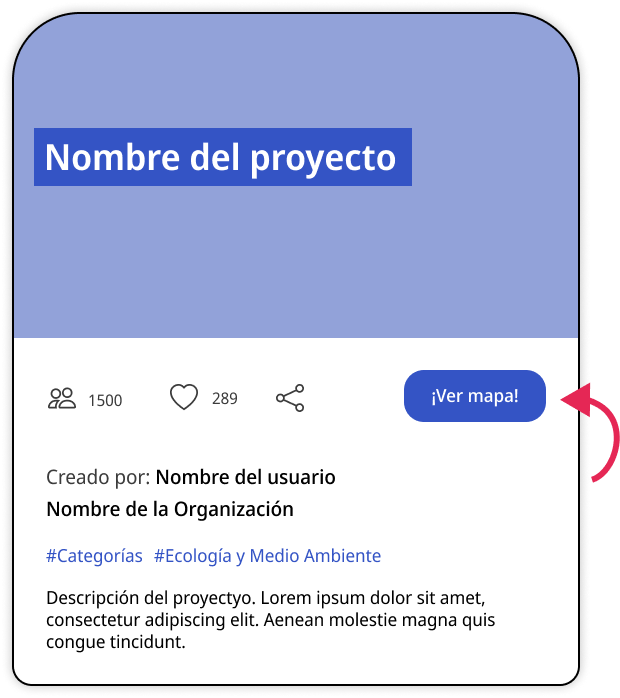 Nombre del proyecto
1500
289
¡Ver mapa!
Creado por: Nombre del usuario
Nombre de la Organización
#Categorías #Ecología y Medio Ambiente
Descripción del proyectyo. Lorem ipsum dolor sit amet,
consectetur adipiscing elit. Aenean molestie magna quis
congue tincidunt.